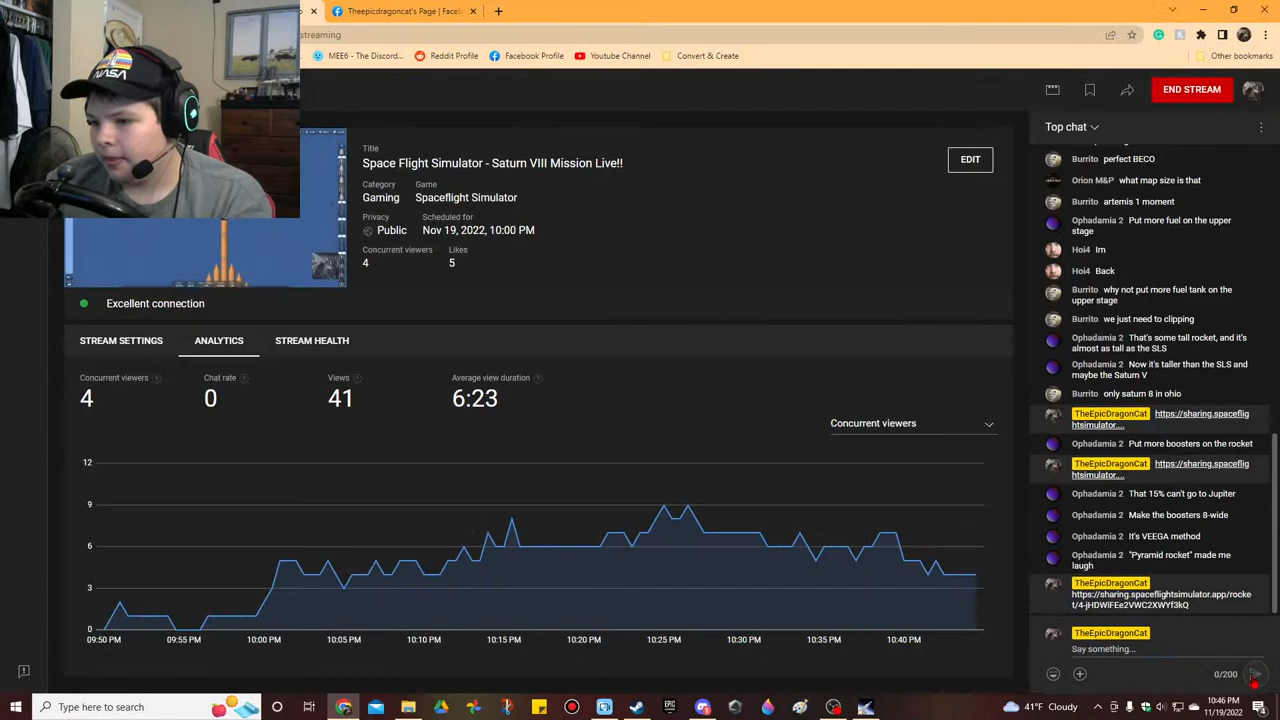 Theepicdragoncat's Page | Faceb
streaming
MEE6 - The Discord...
Reddit Profile
Facebook Profile
Youtube Channel
Convert & Create
Other bookmarks
NASA
END STREAM
Title
Space Flight Simulator - Saturn VIII Mission Live!!
EDIT
Category
Game
Gaming
Spaceflight Simulator
Privacy
Scheduled for
Public
Nov 19, 2022, 10:00 PM
Concurrent viewers
Likes
4
5
Excellent connection
STREAM SETTINGS
ANALYTICS
STREAM HEALTH
Concurrent viewers
Chat rate
Views
Average view duration
4
0
41
6:23
Concurrent viewers
12
9
6
3
0
09:50 PM
09:55 PM
10:00 PM
10:05 PM
10:10 PM
10:15 PM
10:20 PM
10:25 PM
10:30 PM
10:35 PM
10:40 PM
Top chat
Burrito perfect BECO
Orion M&P what map size is that
Burrito artemis 1 moment
Ophadamia 2 Put more fuel on the upper
stage
Hoi4 Im
Hoi4 Back
Burrito why not put more fuel tank on the
upper stage
Burrito we just need to clipping
Ophadamia 2 That's some tall rocket, and it's
almost as tall as the SLS
Ophadamia 2 Now it's taller than the SLS and
maybe the Saturn V
Burrito only saturn 8 in ohio
TheEpicDragonCat https://sharing.spaceflig
htsimulator....
Ophadamia 2 Put more boosters on the rocket
TheEpicDragonCat https://sharing.spaceflig
htsimulator....
Ophadamia 2 That 15% can't go to Jupiter
Ophadamia 2 Make the boosters 8-wide
Ophadamia 2 It's VEEGA method
Ophadamia 2 "Pyramid rocket" made me
laugh
TheEpicDragonCat
https://sharing.spaceflightsimulator.app/rocke
t/4-jHDWiFEe2VWC2XWYf3kQ
TheEpicDragonCat
Say something...
0/200
Type here to search
41°F Cloudy
10:46 PM
11/19/2022